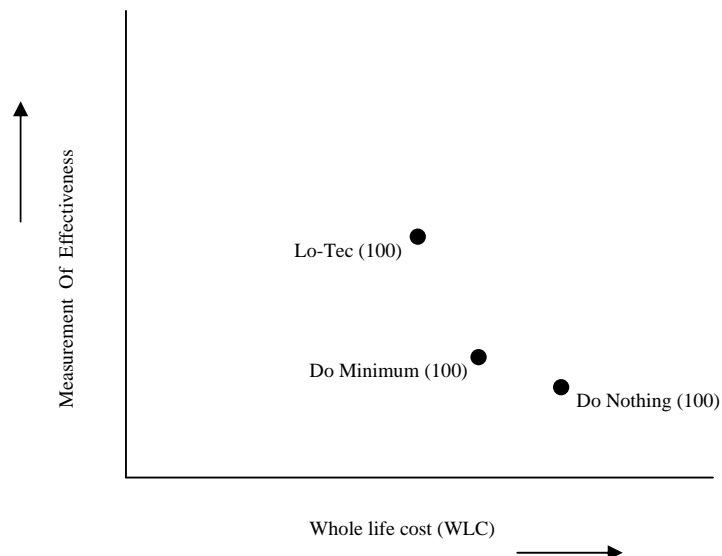 Measurement Of Effectiveness
Lo-Tec (100)
Do Minimum (100)
Do Nothing (100)
Whole life cost (WLC)